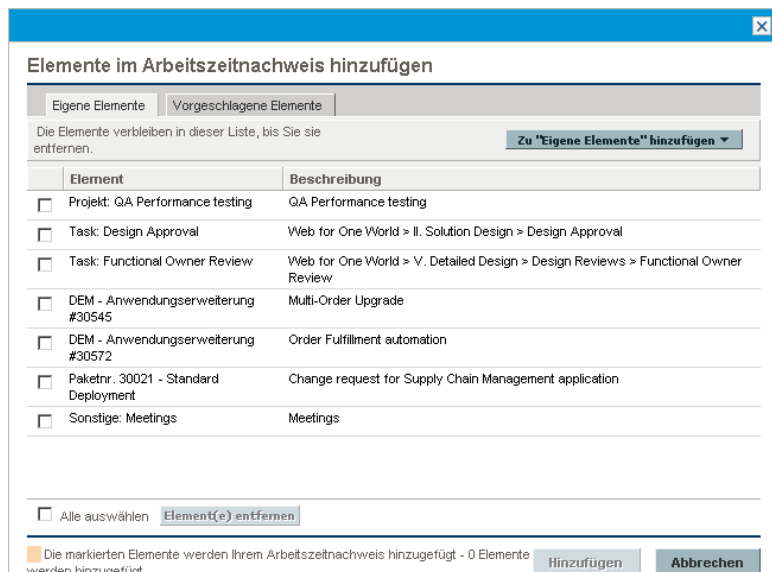 Elemente im Arbeitszeitnachweis hinzufügen
Eigene Elemente Vorgeschlagene Elemente
Die Elemente verbleiben in dieser Liste, bis Sie sie
entfernen.
Zu "Eigene Elemente" hinzufügen
Element Beschreibung
Projekt: QA Performance testing QA Performance testing
Task: Design Approval Web for One World > II. Solution Design > Design Approval
Task: Functional Owner Review Web for One World > V. Detailed Design > Design Reviews > Functional Owner
Review
DEM - Anwendungserweiterung Multi-Order Upgrade
#30545
DEM - Anwendungserweiterung Order Fulfillment automation
#30572
Paketnr. 30021 - Standard Change request for Supply Chain Management application
Deployment
Sonstige: Meetings Meetings
Alle auswählen Element(e) entfernen
Die markierten Elemente werden Ihrem Arbeitszeitnachweis hinzugefügt - 0 Elemente
werden hinzugefügt
Hinzufügen Abbrechen